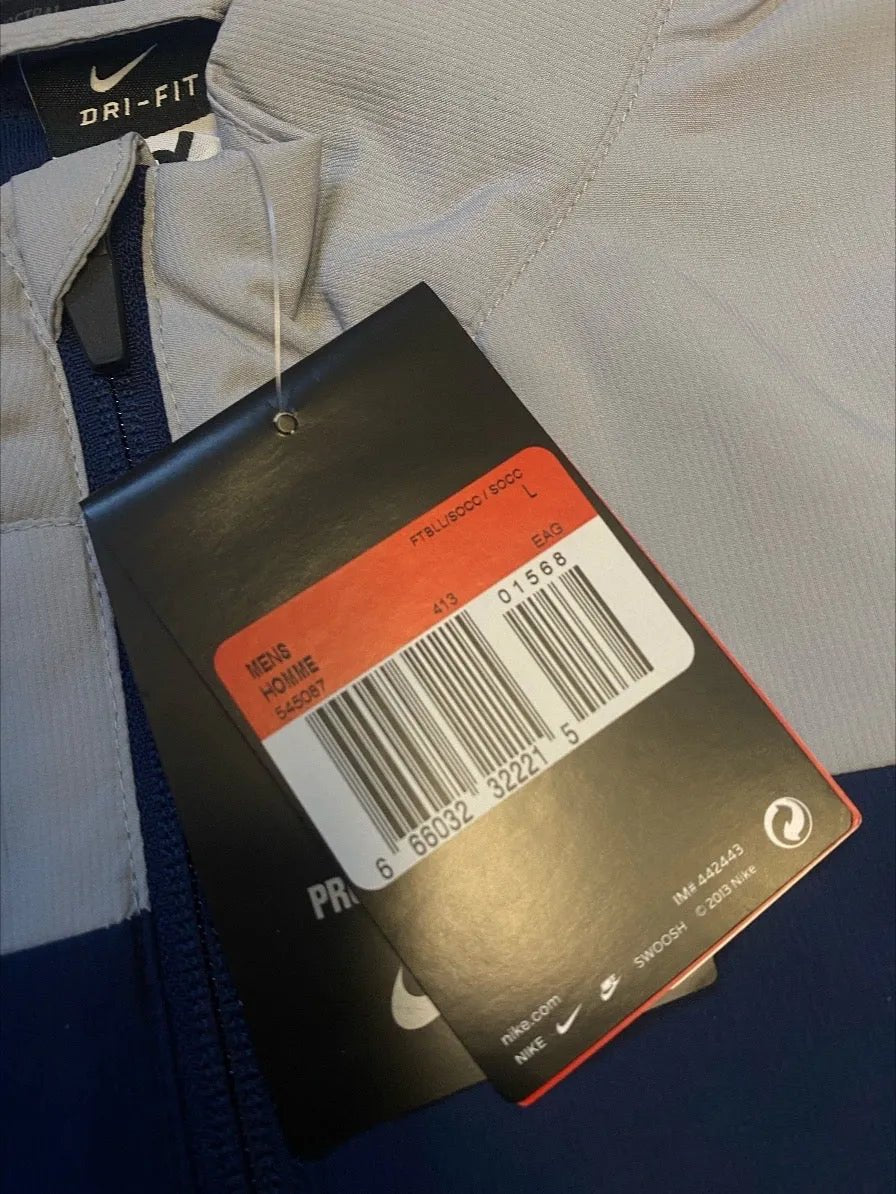 DRI-FIT
FTBLL/SOCC / SOCC
L
MENS
HOMME
545087
413
EAG
01568
6 66032 32221 5
IM# 442443
© 2013 Nike
nike.com
NIKE SWOOSH